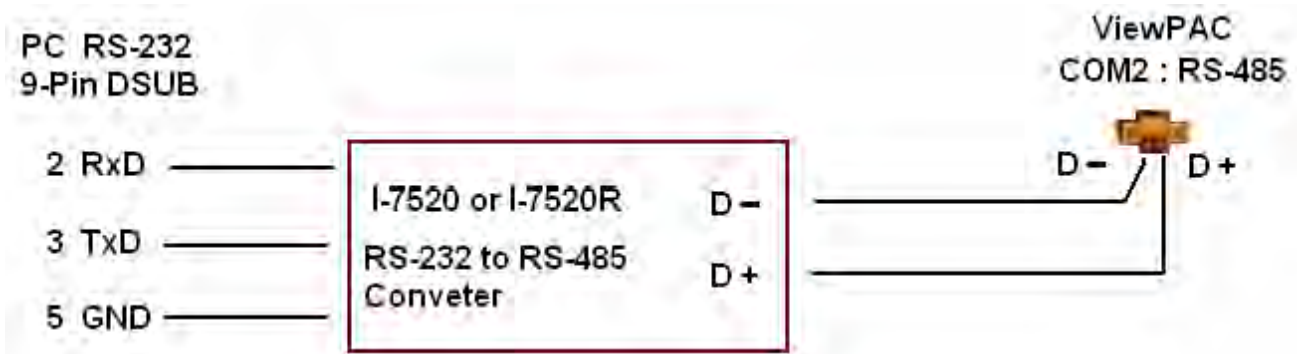 PC RS-232
9-Pin DSUB
ViewPAC
COM2 : RS-485
2 RxD
3 TxD
5 GND
I-7520 or I-7520R
RS-232 to RS-485
Conveter
D -
D +
D -
D +